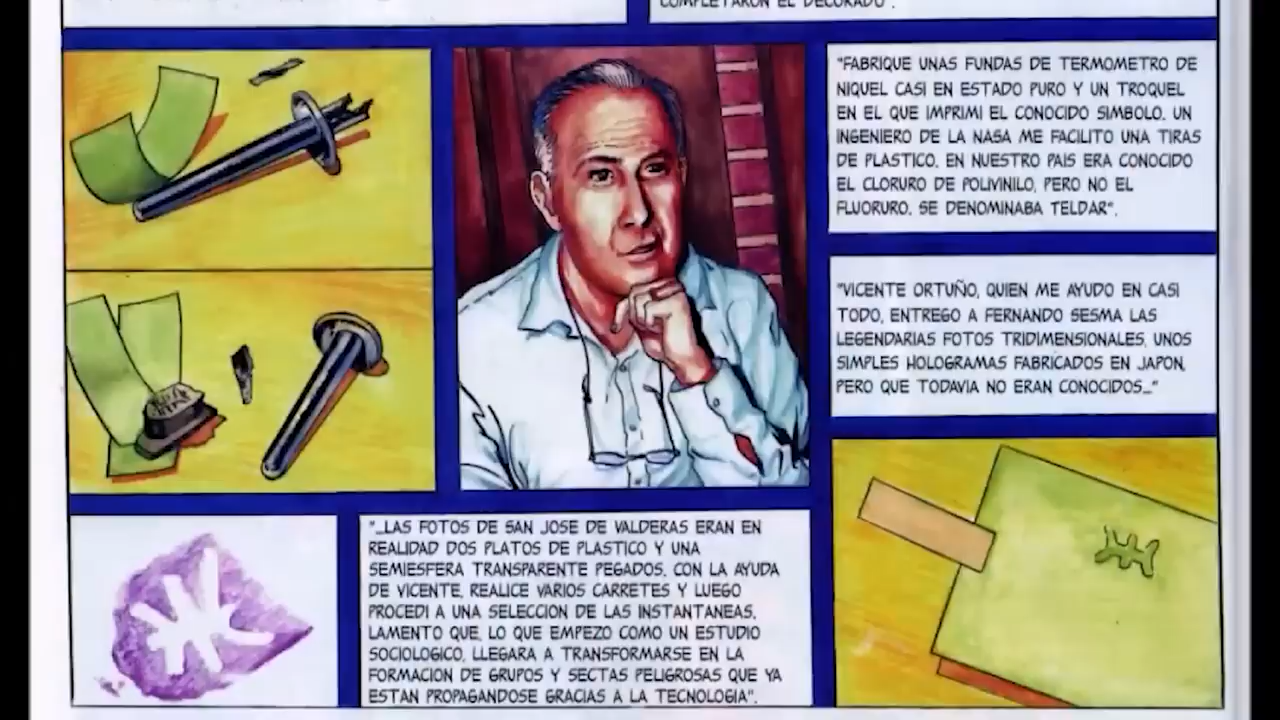 COMPLETARON EL DECORADO".
"FABRIQUE UNAS FUNDAS DE TERMOMETRO DE
NIQUEL CASI EN ESTADO PURO Y UN TROQUEL
EN EL QUE IMPRIMI EL CONOCIDO SIMBOLO. UN
INGENIERO DE LA NASA ME FACILITO UNA TIRAS
DE PLASTICO. EN NUESTRO PAIS ERA CONOCIDO
EL CLORURO DE POLIVINILO, PERO NO EL
FLUORURO. SE DENOMINABA TELDAR".
"VICENTE ORTUÑO, QUIEN ME AYUDO EN CASI
TODO, ENTREGO A FERNANDO SESMA LAS
LEGENDARIAS FOTOS TRIDIMENSIONALES, UNOS
SIMPLES HOLOGRAMAS FABRICADOS EN JAPON,
PERO QUE TODAVIA NO ERAN CONOCIDOS..."
"...LAS FOTOS DE SAN JOSE DE VALDERAS ERAN EN
REALIDAD DOS PLATOS DE PLASTICO Y UNA
SEMIESFERA TRANSPARENTE PEGADOS. CON LA AYUDA
DE VICENTE, REALICE VARIOS CARRETES Y LUEGO
PROCEDI A UNA SELECCION DE LAS INSTANTANEAS.
LAMENTO QUE, LO QUE EMPEZO COMO UN ESTUDIO
SOCIOLOGICO, LLEGARA A TRANSFORMARSE EN LA
FORMACION DE GRUPOS Y SECTAS PELIGROSAS QUE YA
ESTAN PROPAGANDOSE GRACIAS A LA TECNOLOGIA".